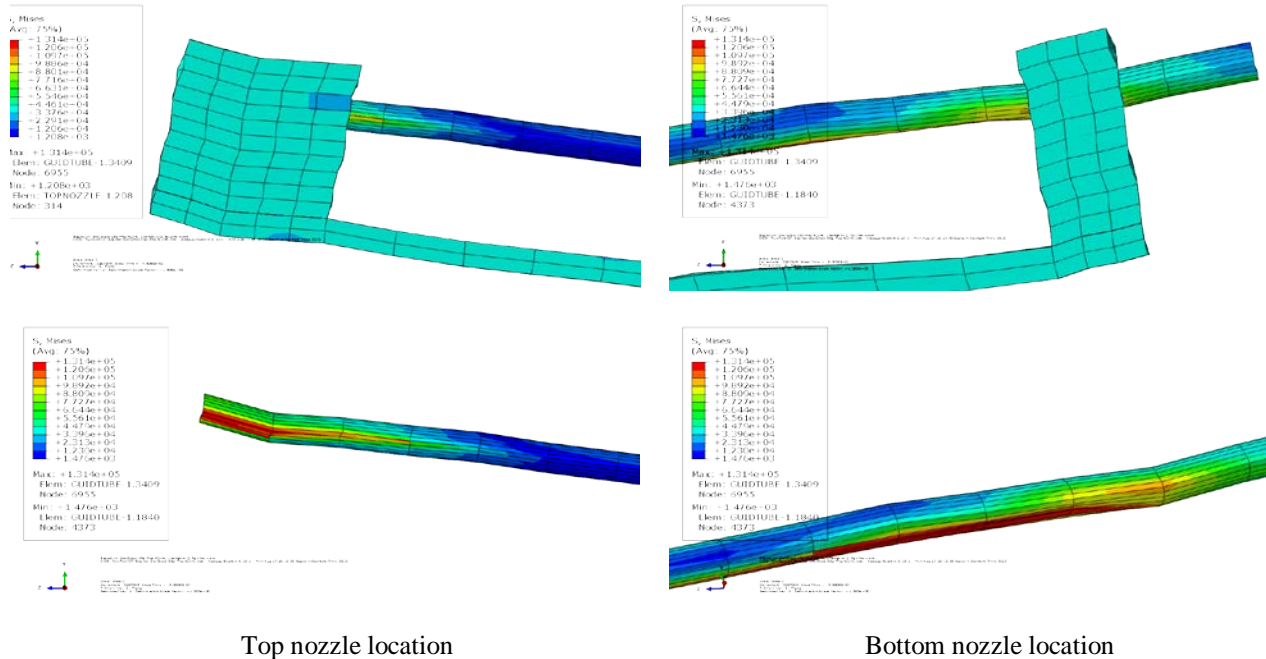 S, Mises
(Avg: 75%)
+1.314e+05
+1.206e+05
+1.097e+05
+9.886e+04
+8.801e+04
+7.716e+04
+6.631e+04
+5.546e+04
+4.461e+04
+3.376e+04
+2.291e+04
+1.206e+04
+1.208e+03
Max: +1.314e+05
Elem: GUIDTUBE-1.3409
Node: 6955
Min: +1.208e+03
Elem: TOPNOZZLE-1.208
Node: 314
Y
Z
S, Mises
(Avg: 75%)
+1.314e+05
+1.206e+05
+1.097e+05
+9.892e+04
+8.809e+04
+7.727e+04
+6.644e+04
+5.561e+04
+4.479e+04
+3.396e+04
+2.313e+04
+1.230e+04
+1.476e+03
Max: +1.314e+05
Elem: GUIDTUBE-1.3409
Node: 6955
Min: +1.476e+03
Elem: GUIDTUBE-1.1840
Node: 4373
Y
Z
S, Mises
(Avg: 75%)
+1.314e+05
+1.206e+05
+1.097e+05
+9.892e+04
+8.809e+04
+7.727e+04
+6.644e+04
+5.561e+04
+4.479e+04
+3.396e+04
+2.313e+04
+1.230e+04
+1.476e+03
Max: +1.314e+05
Elem: GUIDTUBE-1.3409
Node: 6955
Min: +1.476e+03
Elem: GUIDTUBE-1.1840
Node: 4373
Y
Z
S, Mises
(Avg: 75%)
+1.314e+05
+1.206e+05
+1.097e+05
+9.892e+04
+8.809e+04
+7.727e+04
+6.644e+04
+5.561e+04
+4.479e+04
+3.396e+04
+2.313e+04
+1.230e+04
+1.476e+03
Max: +1.314e+05
Elem: GUIDTUBE-1.3409
Node: 6955
Min: +1.476e+03
Elem: GUIDTUBE-1.1840
Node: 4373
Y
Z
Top nozzle location
Bottom nozzle location